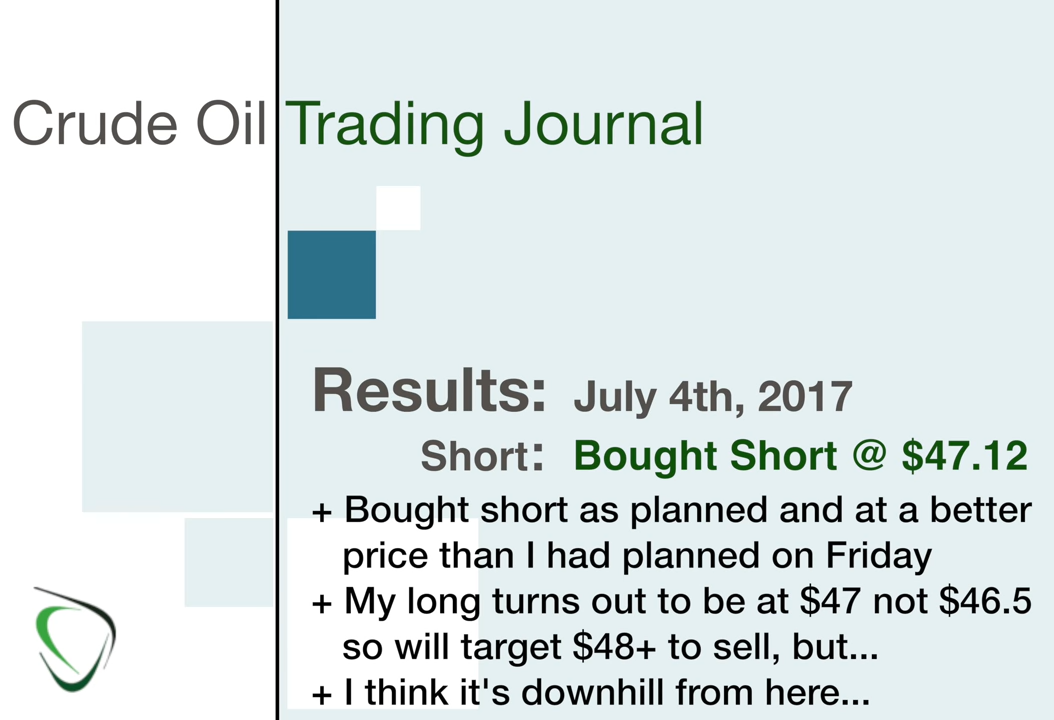 Crude Oil Trading Journal
Results: July 4th, 2017
Short: Bought Short @ $47.12
+ Bought short as planned and at a better
price than I had planned on Friday
+ My long turns out to be at $47 not $46.5
so will target $48+ to sell, but...
+ I think it's downhill from here...